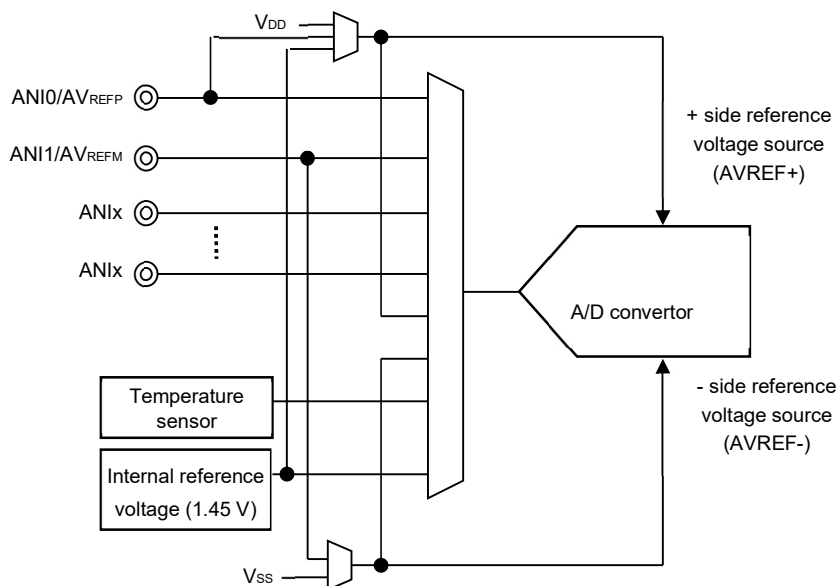 VDD
ANI0/AVREFP
ANI1/AVREFM
ANIx
ANIx
+ side reference
voltage source
(AVREF+)
A/D convertor
Temperature
sensor
- side reference
voltage source
(AVREF-)
Internal reference
voltage (1.45 V)
VSS